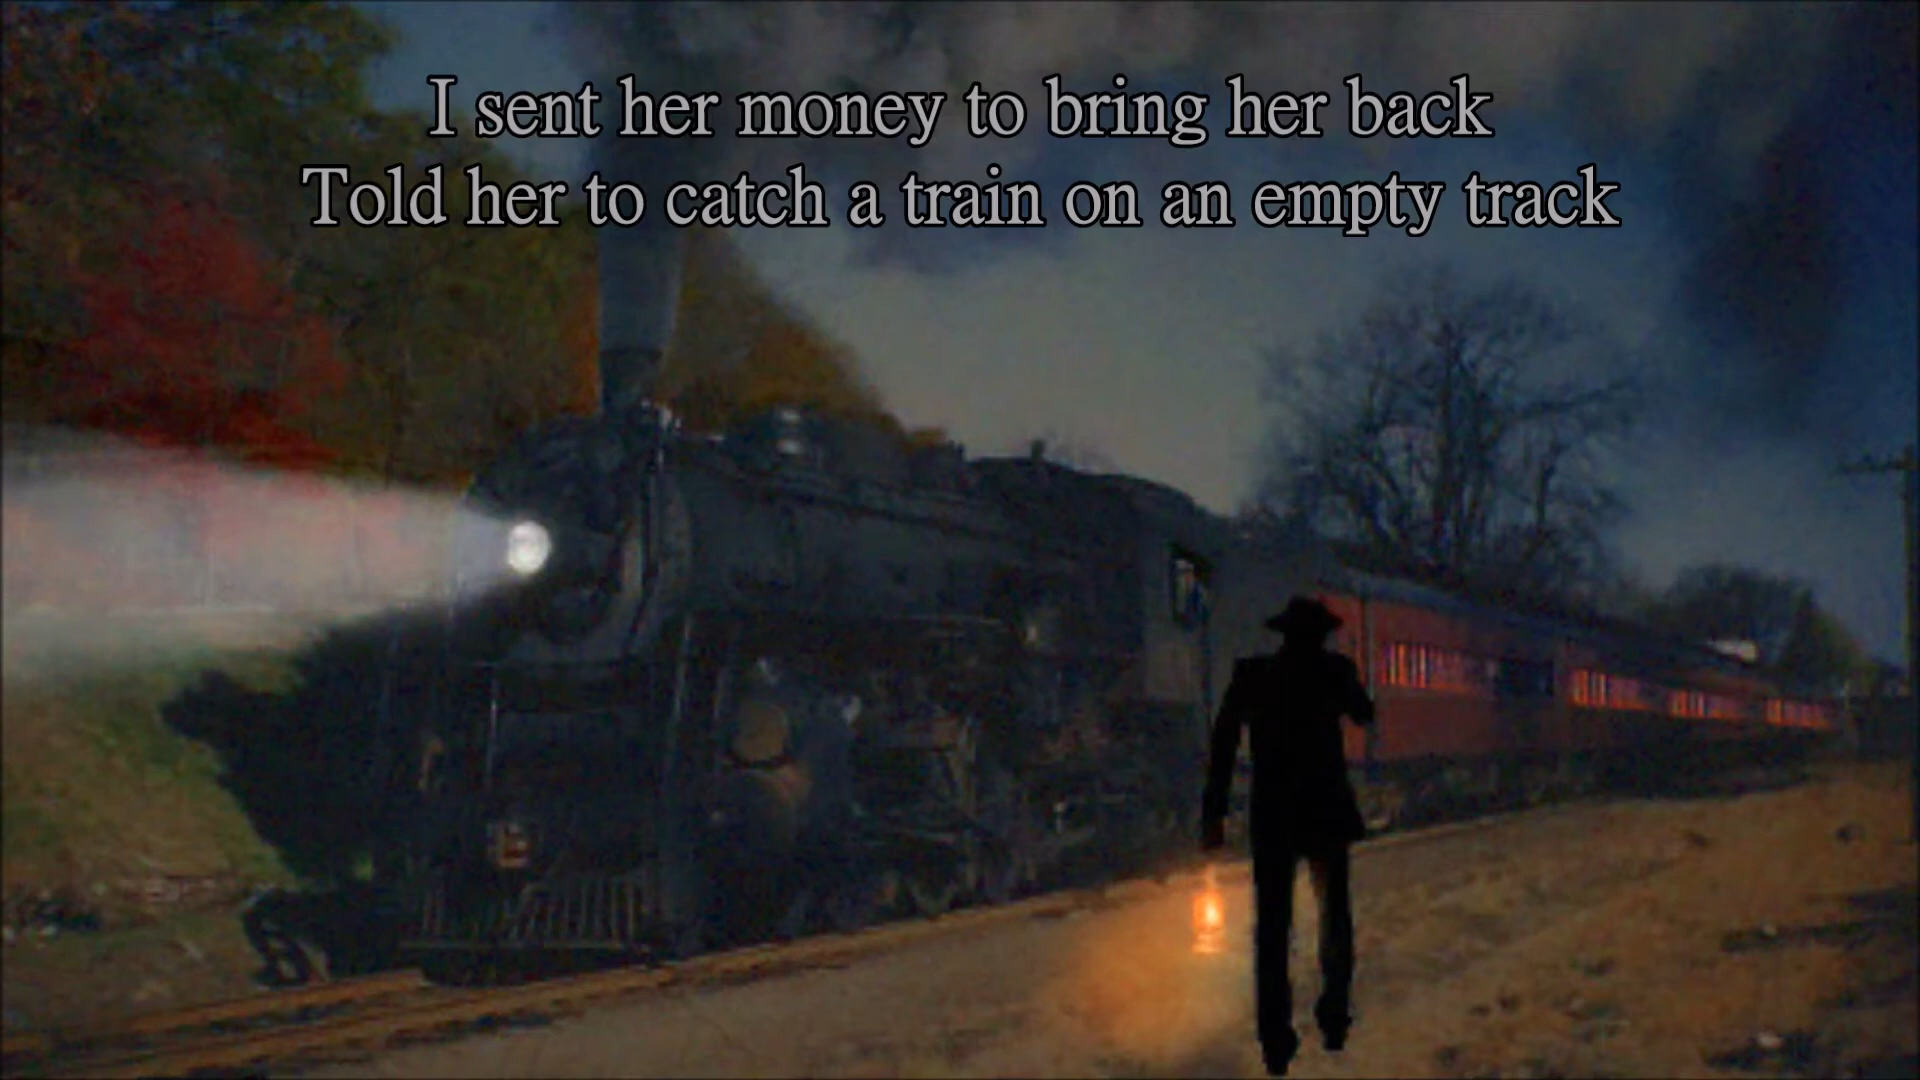 I sent her money to bring her back
Told her to catch a train on an empty track